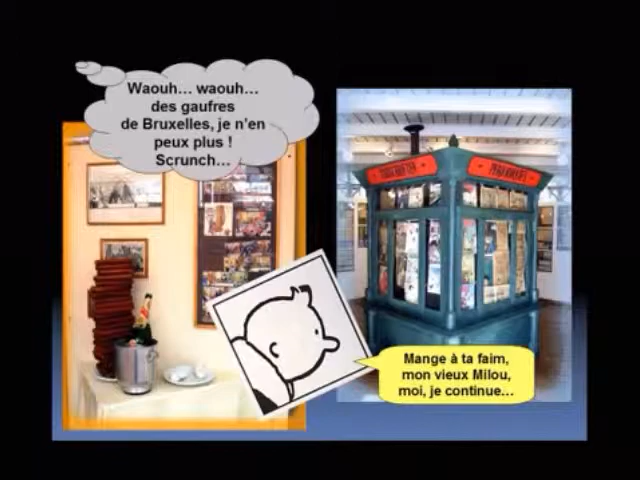 Waouh… waouh…
des gaufres
de Bruxelles, je n'en
peux plus !
Scrunch…
Mange à ta faim,
mon vieux Milou,
moi, je continue…